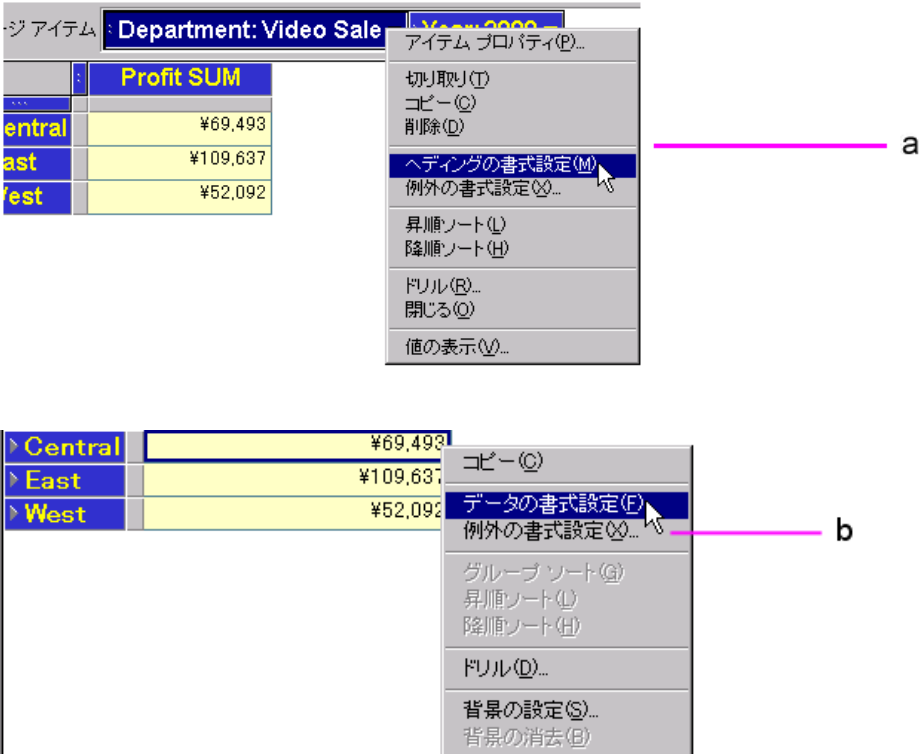 ージ アイテム Department: Video Sale Year: 2000
Profit SUM
entral ¥69,493
ast ¥109,637
est ¥52,092
アイテム プロパティ(P)...
切り取り(T)
コピー(C)
削除(D)
ヘディングの書式設定(M)
例外の書式設定(X)...
昇順ソート(L)
降順ソート(H)
ドリル(R)...
閉じる(O)
値の表示(V)...
a
Central ¥69,493
East ¥109,637
West ¥52,092
コピー(C)
データの書式設定(F)
例外の書式設定(X)...
グループ ソート(G)
昇順ソート(L)
降順ソート(H)
ドリル(D)...
背景の設定(S)...
背景の消去(B)
b